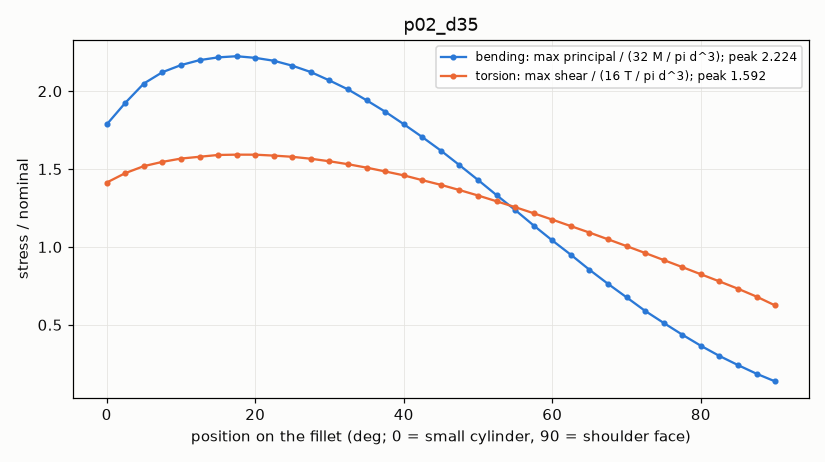 p02_d35
bending: max principal / (32 M / pi d^3); peak 2.224
torsion: max shear / (16 T / pi d^3); peak 1.592
stress / nominal
2.0
1.5
1.0
0.5
0 20 40 60 80
position on the fillet (deg; 0 = small cylinder, 90 = shoulder face)